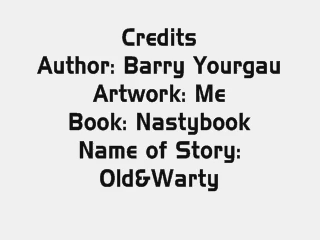 Credits
Author: Barry Yourgau
Artwork: Me
Book: Nastybook
Name of Story:
Old&Warty